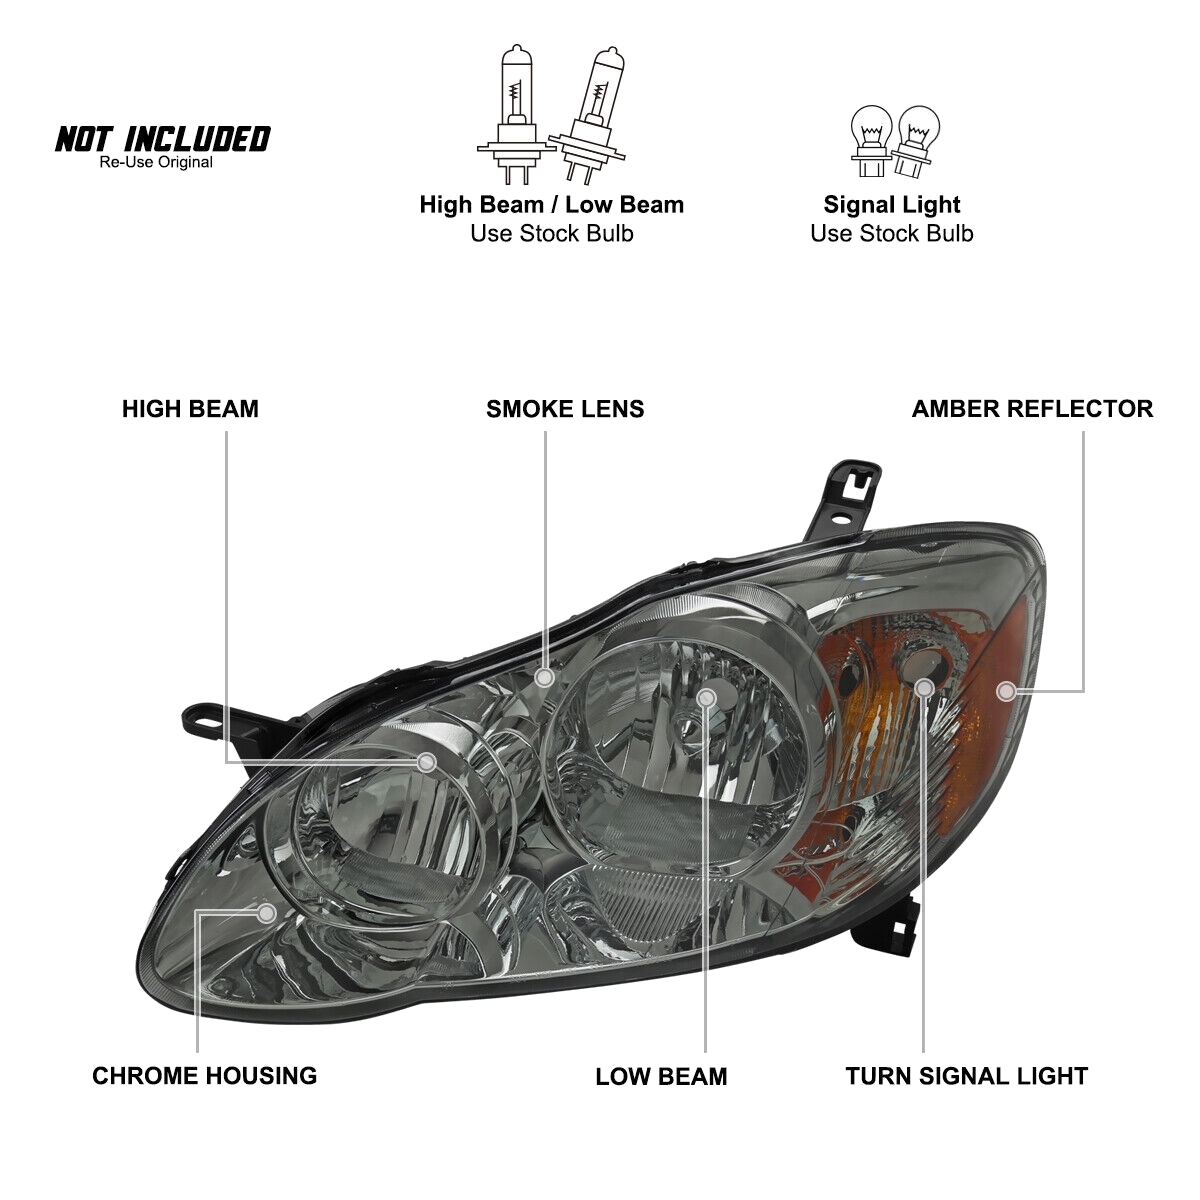 NOT INCLUDED
Re-Use Original
High Beam / Low Beam
Use Stock Bulb
Signal Light
Use Stock Bulb
HIGH BEAM
SMOKE LENS
AMBER REFLECTOR
CHROME HOUSING
LOW BEAM
TURN SIGNAL LIGHT